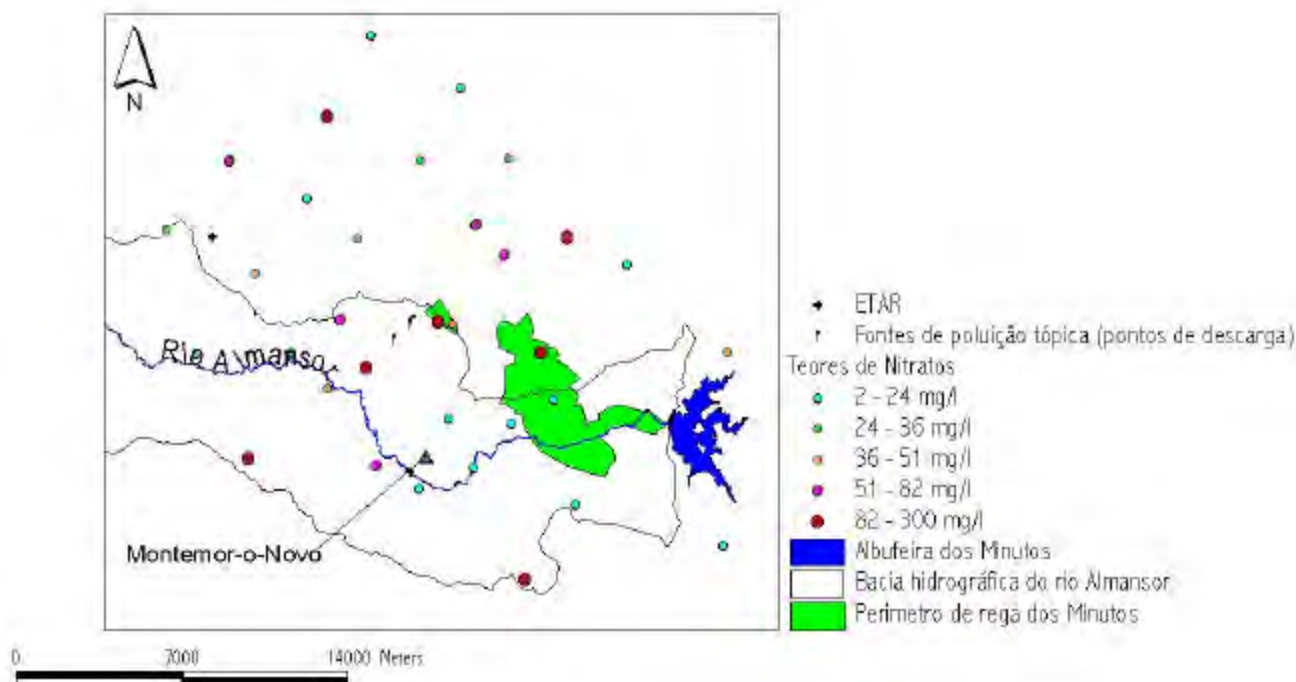 N
Rio Almansor
Montemor-o-Novo
ETAR
Fontes de poluição tópica (pontos de descarga)
Teores de Nitratos
2 - 24 mg/l
24 - 36 mg/l
36 - 51 mg/l
51 - 82 mg/l
82 - 300 mg/l
Albufeira dos Minutos
Bacia hidrográfica do rio Almansor
Perimetro de rega dos Minutos
0 7000 14000 Meters